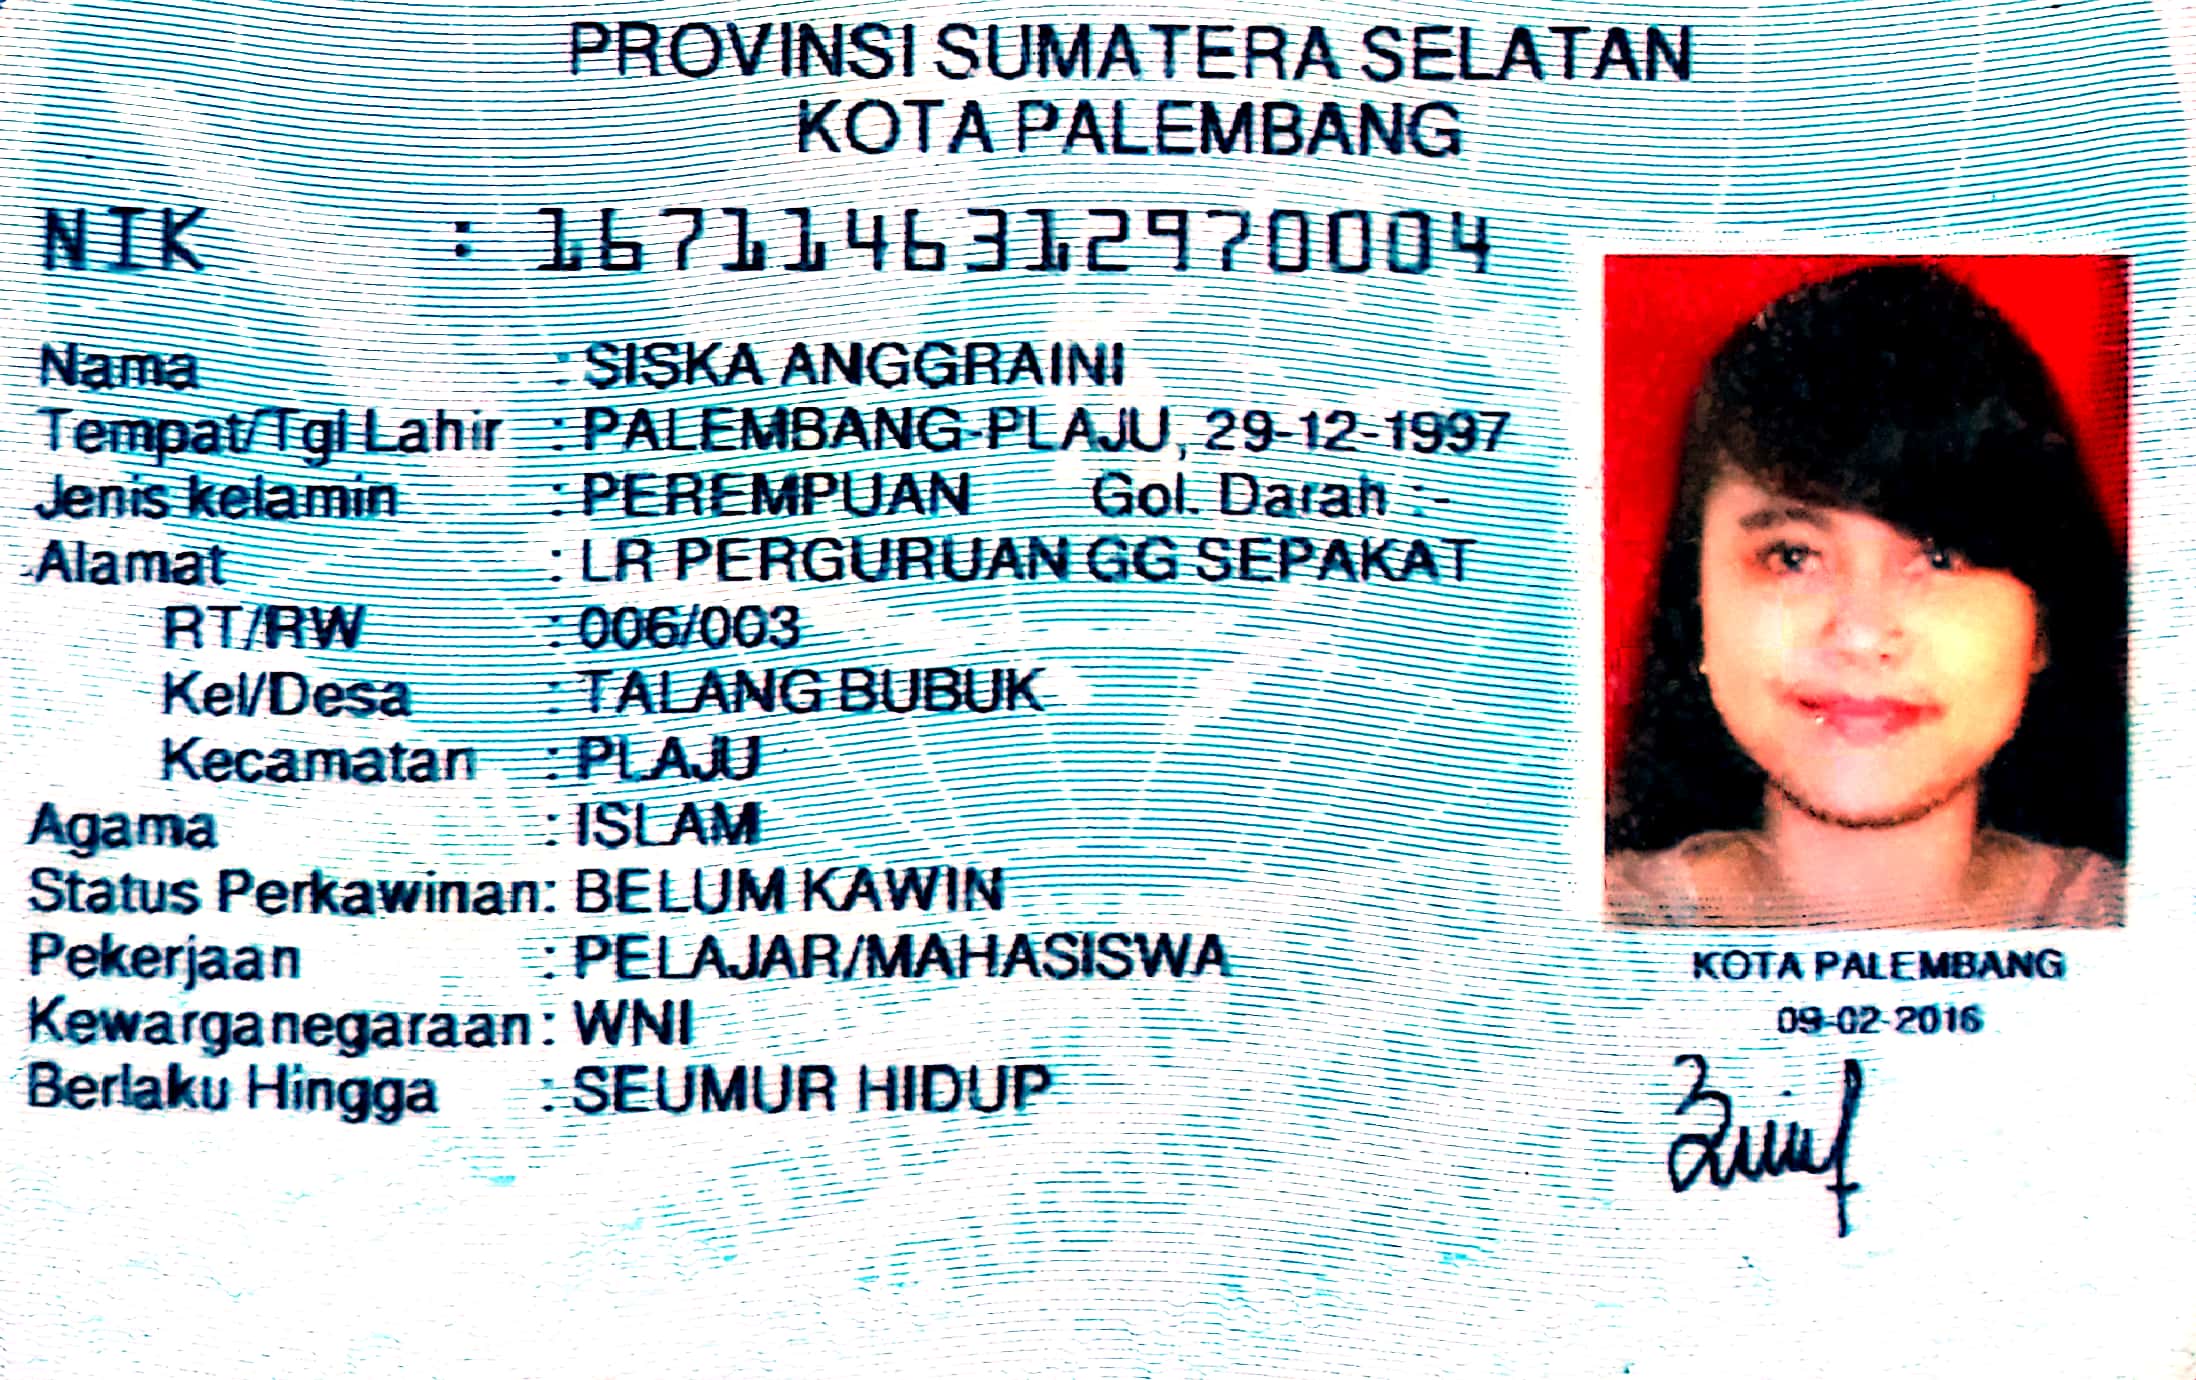 PROVINSI SUMATERA SELATAN
KOTA PALEMBANG
NIK : 1671146312970004
Nama : SISKA ANGGRAINI
Tempat/Tgl Lahir : PALEMBANG-PLAJU, 29-12-1997
Jenis kelamin : PEREMPUAN Gol. Darah : -
Alamat : LR PERGURUAN GG SEPAKAT
RT/RW : 006/003
Kel/Desa : TALANG BUBUK
Kecamatan : PLAJU
Agama : ISLAM
Status Perkawinan: BELUM KAWIN
Pekerjaan : PELAJAR/MAHASISWA
Kewarganegaraan: WNI
Berlaku Hingga : SEUMUR HIDUP
KOTA PALEMBANG
09-02-2016